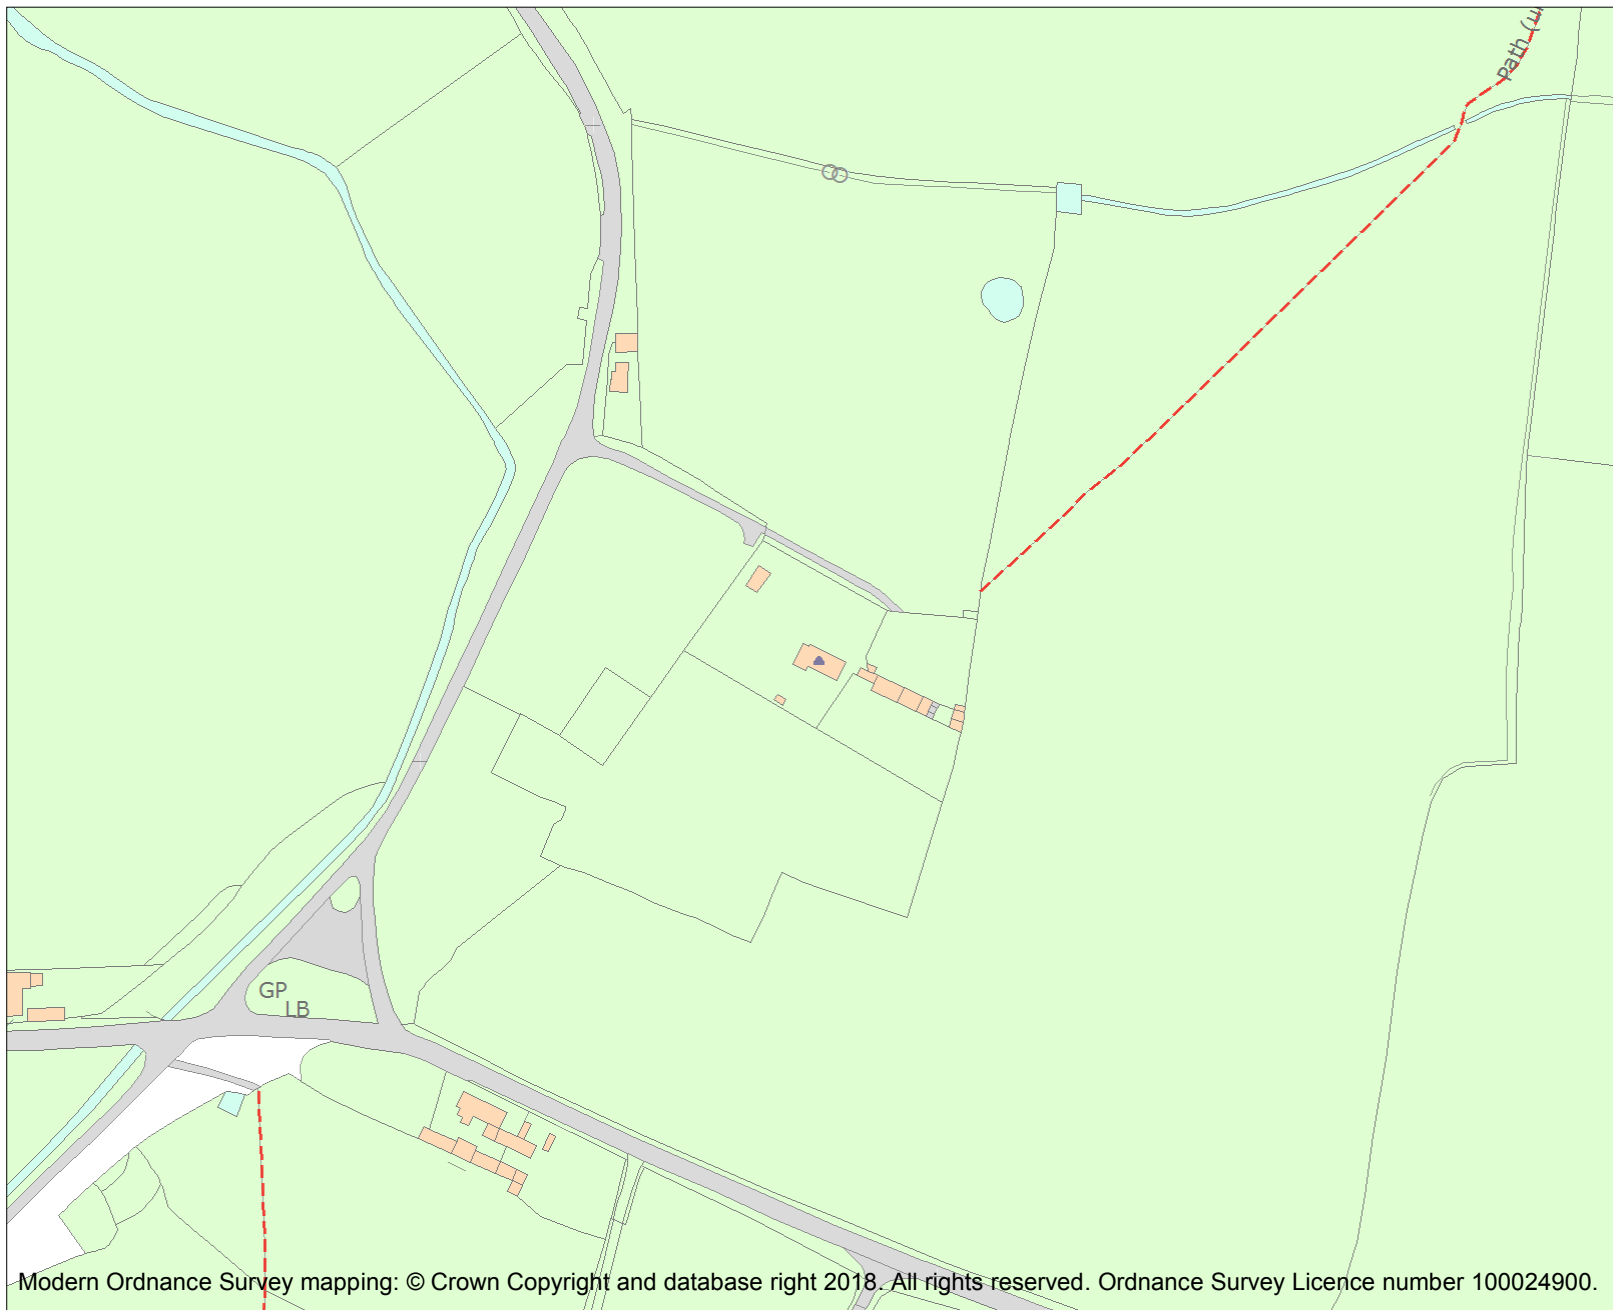 Path (u
GP
LB
Modern Ordnance Survey mapping: © Crown Copyright and database right 2018. All rights reserved. Ordnance Survey Licence number 100024900.